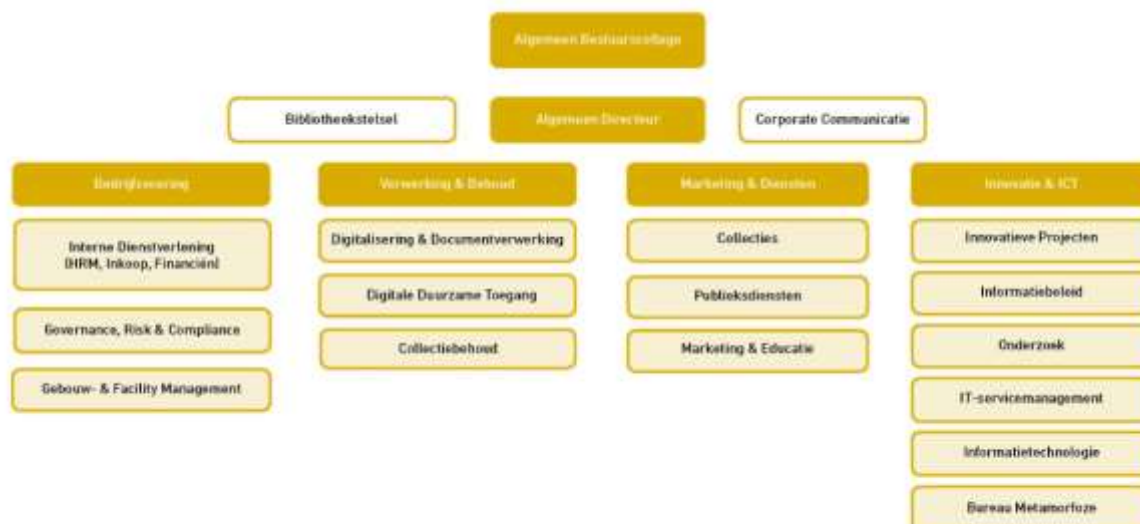 Algemeen Bestuurscollege
Bibliotheekstelsel
Algemeen Directeur
Corporate Communicatie
Bedrijfsvoering
Verwerking & Behoud
Marketing & Diensten
Innovatie & ICT
Interne Dienstverlening
(HRM, Inkoop, Financiën)
Governance, Risk & Compliance
Gebouw- & Facility Management
Digitalisering & Documentverwerking
Digitale Duurzame Toegang
Collectiebehoud
Collecties
Publieksdiensten
Marketing & Educatie
Innovatieve Projecten
Informatiebeleid
Onderzoek
IT-servicemanagement
Informatietechnologie
Bureau Metamorfoze